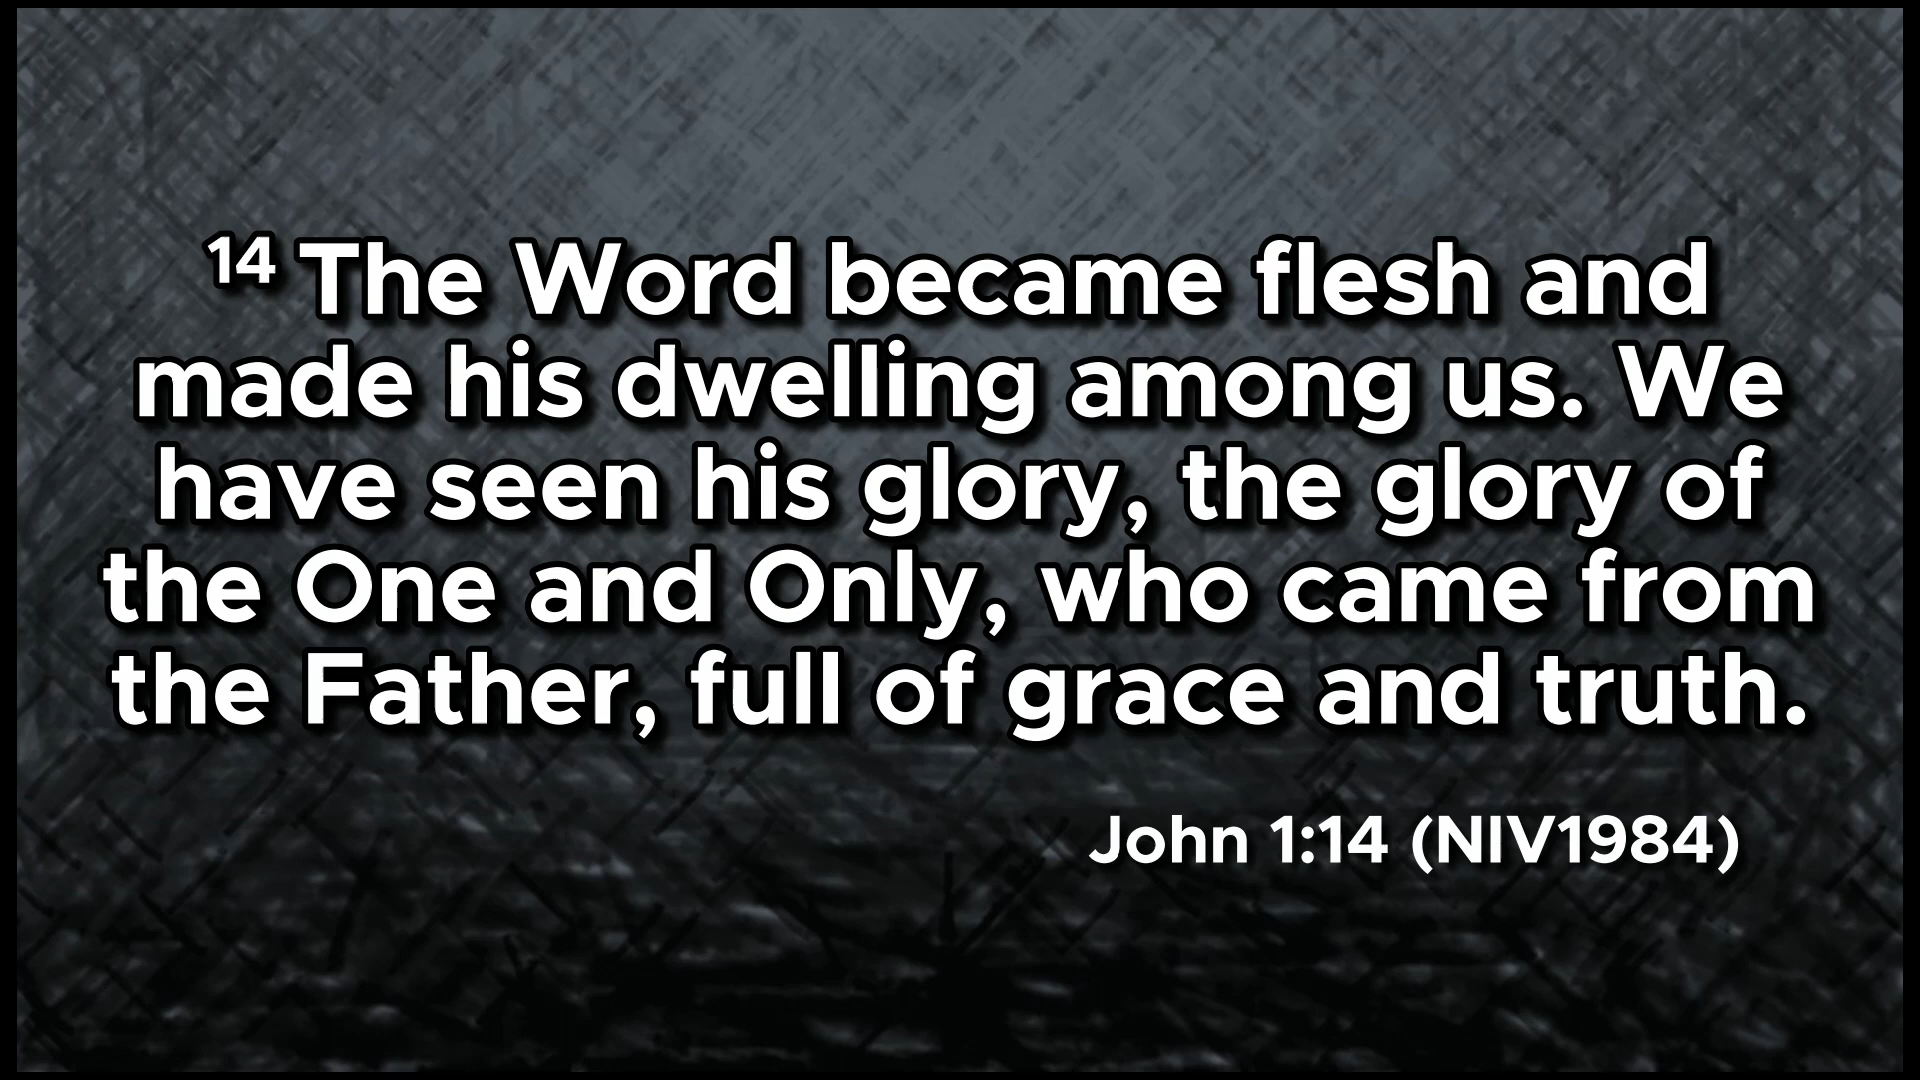 14 The Word became flesh and
made his dwelling among us. We
have seen his glory, the glory of
the One and Only, who came from
the Father, full of grace and truth.
John 1:14 (NIV1984)